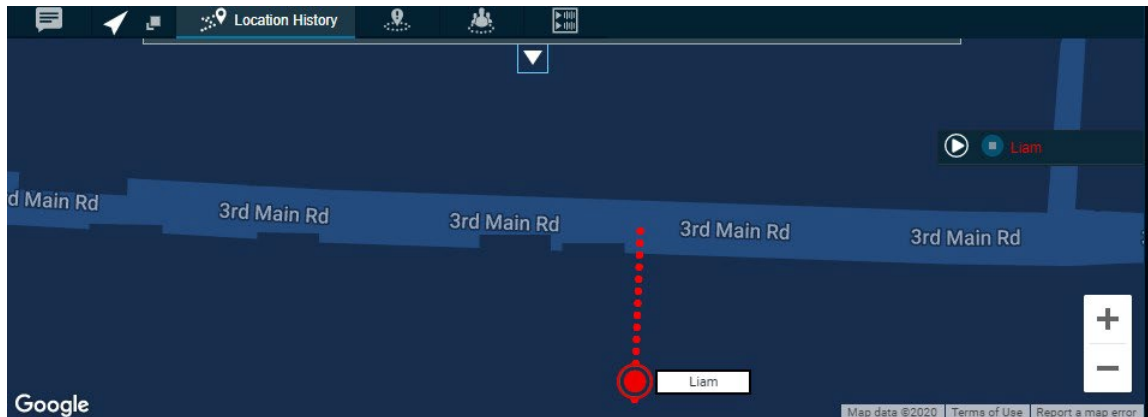 Location History
Liam
d Main Rd
3rd Main Rd
3rd Main Rd
3rd Main Rd
3rd Main Rd
Liam
Google
Map data ©2020 Terms of Use Report a map error